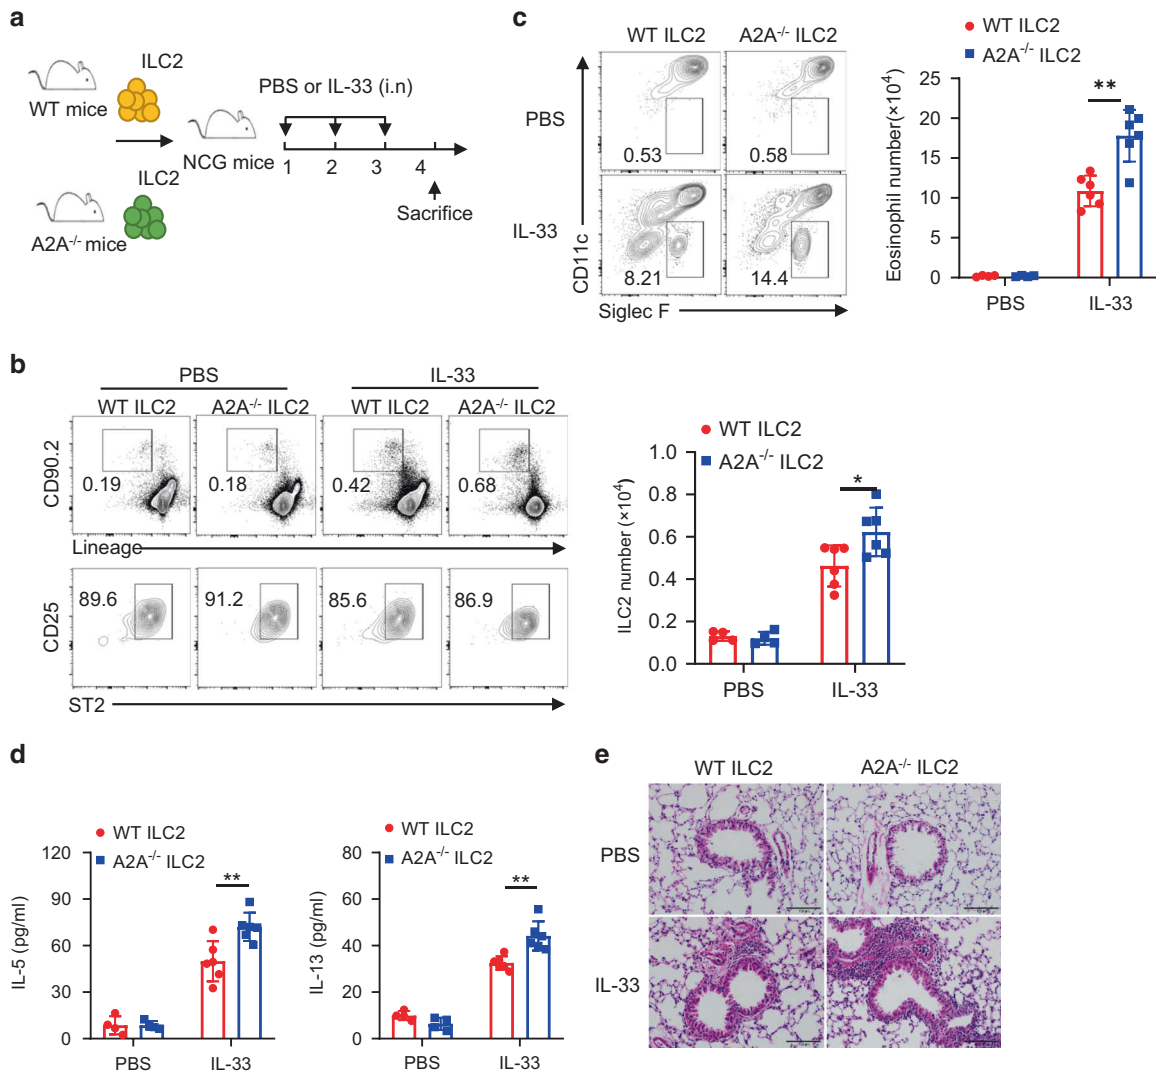 a
WT mice
ILC2
A2A-/- mice
ILC2
NCG mice
PBS or IL-33 (i.n)
1 2 3 4
Sacrifice
c
WT ILC2 A2A-/- ILC2
PBS
0.53 0.58
IL-33
8.21 14.4
CD11c
Siglec F
WT ILC2
A2A-/- ILC2
Eosinophil number(×10⁴)
25
20
15
10
5
0
**
PBS IL-33
b
PBS IL-33
WT ILC2 A2A-/- ILC2 WT ILC2 A2A-/- ILC2
CD90.2
0.19 0.18 0.42 0.68
Lineage
CD25
89.6 91.2 85.6 86.9
ST2
WT ILC2
A2A-/- ILC2
ILC2 number (×10⁴)
1.0
0.8
0.6
0.4
0.2
0.0
*
PBS IL-33
d
WT ILC2
A2A-/- ILC2
IL-5 (pg/ml)
120
90
60
30
0
**
PBS IL-33
WT ILC2
A2A-/- ILC2
IL-13 (pg/ml)
80
60
40
20
0
**
PBS IL-33
e
WT ILC2 A2A-/- ILC2
PBS
IL-33